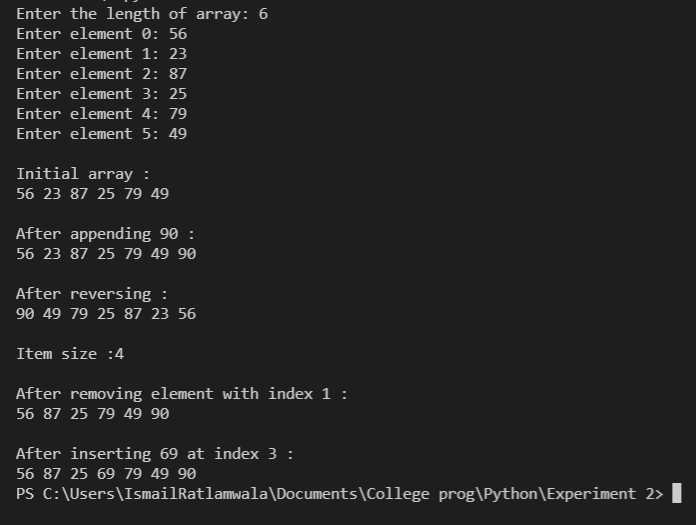 Enter the length of array: 6
Enter element 0: 56
Enter element 1: 23
Enter element 2: 87
Enter element 3: 25
Enter element 4: 79
Enter element 5: 49
Initial array :
56 23 87 25 79 49
After appending 90 :
56 23 87 25 79 49 90
After reversing :
90 49 79 25 87 23 56
Item size :4
After removing element with index 1 :
56 87 25 79 49 90
After inserting 69 at index 3 :
56 87 25 69 79 49 90
PS C:\Users\IsmailRatlamwala\Documents\College prog\Python\Experiment 2>